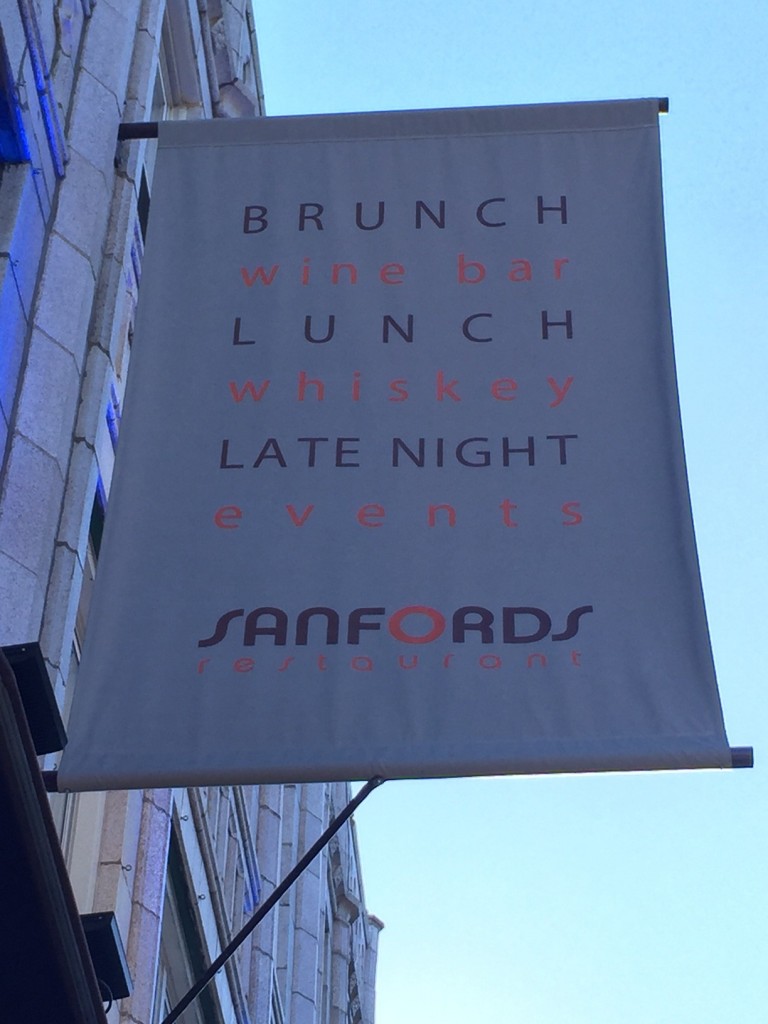 BRUNCH
wine bar
LUNCH
whiskey
LATE NIGHT
events
SANFORDS
restaurant